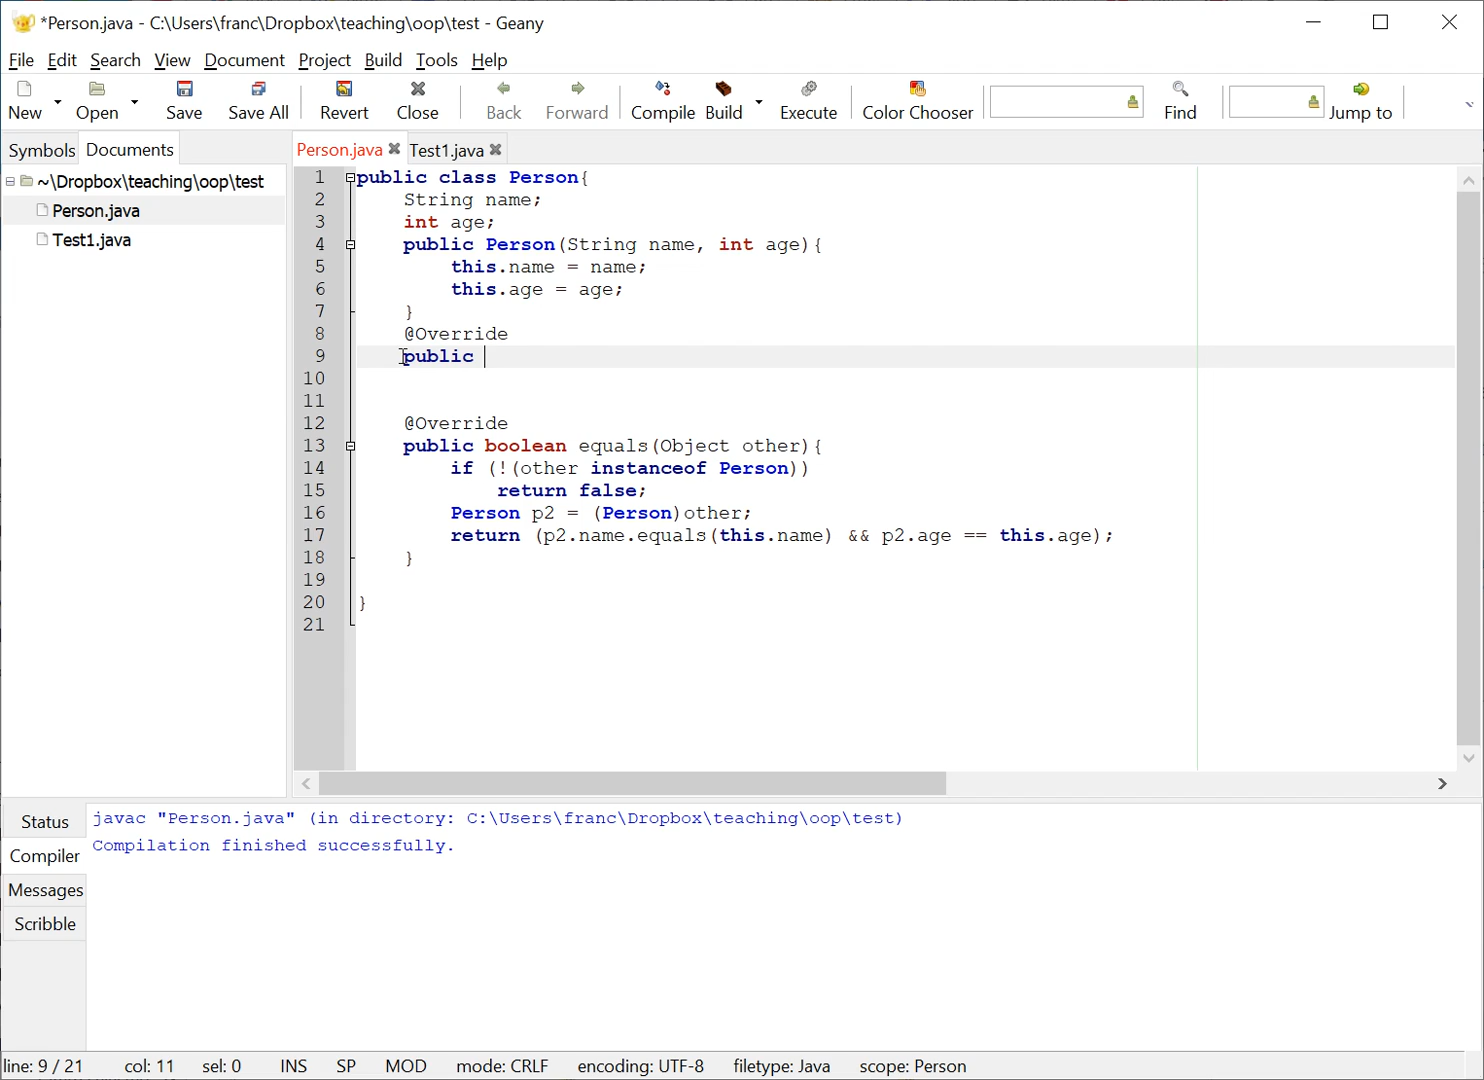 *Person.java - C:\Users\franc\Dropbox\teaching\oop\test - Geany
File Edit Search View Document Project Build Tools Help
New Open Save Save All Revert Close Back Forward Compile Build Execute Color Chooser Find Jump to
Symbols Documents Person.java Test1.java
~\Dropbox\teaching\oop\test
Person.java
Test1.java
1 public class Person{
2 String name;
3 int age;
4 public Person(String name, int age){
5 this.name = name;
6 this.age = age;
7 }
8 @Override
9 public
10
11
12 @Override
13 public boolean equals(Object other){
14 if (!(other instanceof Person))
15 return false;
16 Person p2 = (Person)other;
17 return (p2.name.equals(this.name) && p2.age == this.age);
18 }
19
20 }
21
Status
Compiler
Messages
Scribble
javac "Person.java" (in directory: C:\Users\franc\Dropbox\teaching\oop\test)
Compilation finished successfully.
line: 9 / 21 col: 11 sel: 0 INS SP MOD mode: CRLF encoding: UTF-8 filetype: Java scope: Person